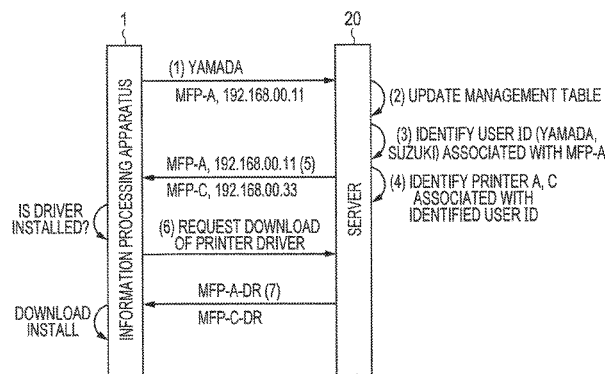 1
20
(1) YAMADA
MFP-A, 192.168.00.11
(2) UPDATE MANAGEMENT TABLE
(3) IDENTIFY USER ID (YAMADA,
SUZUKI) ASSOCIATED WITH MFP-A
MFP-A, 192.168.00.11 (5)
MFP-C, 192.168.00.33
(4) IDENTIFY PRINTER A, C
ASSOCIATED WITH
IDENTIFIED USER ID
IS DRIVER
INSTALLED?
INFORMATION PROCESSING APPARATUS
(6) REQUEST DOWNLOAD
OF PRINTER DRIVER
SERVER
MFP-A-DR (7)
MFP-C-DR
DOWNLOAD
INSTALL